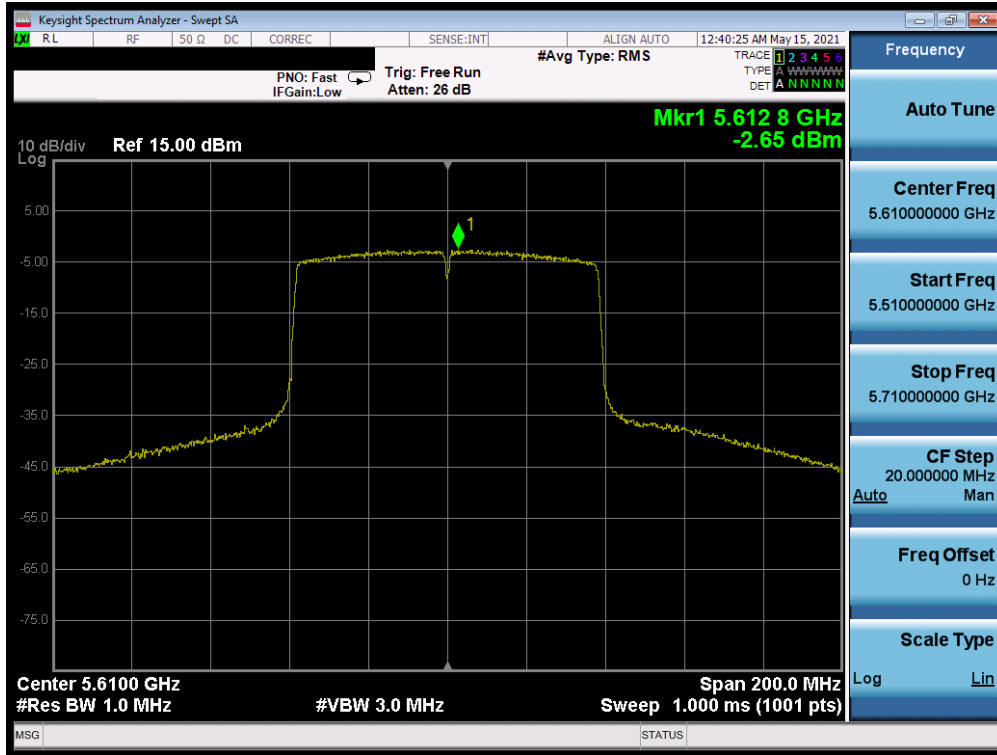 Keysight Spectrum Analyzer - Swept SA
LXI RL RF 50 Ω DC CORREC SENSE:INT ALIGN AUTO 12:40:25 AM May 15, 2021
Frequency
#Avg Type: RMS
TRACE 1 2 3 4 5 6
PNO: Fast
Trig: Free Run
TYPE A WWWWW
IFGain:Low
Atten: 26 dB
DET A N N N N N
Auto Tune
Mkr1 5.612 8 GHz
-2.65 dBm
10 dB/div
Ref 15.00 dBm
Log
Center Freq
5.610000000 GHz
5.00
1
-5.00
Start Freq
5.510000000 GHz
-15.0
-25.0
Stop Freq
5.710000000 GHz
-35.0
-45.0
CF Step
20.000000 MHz
Auto Man
-55.0
Freq Offset
0 Hz
-65.0
-75.0
Scale Type
Log Lin
Center 5.6100 GHz
Span 200.0 MHz
#Res BW 1.0 MHz
#VBW 3.0 MHz
Sweep 1.000 ms (1001 pts)
MSG
STATUS